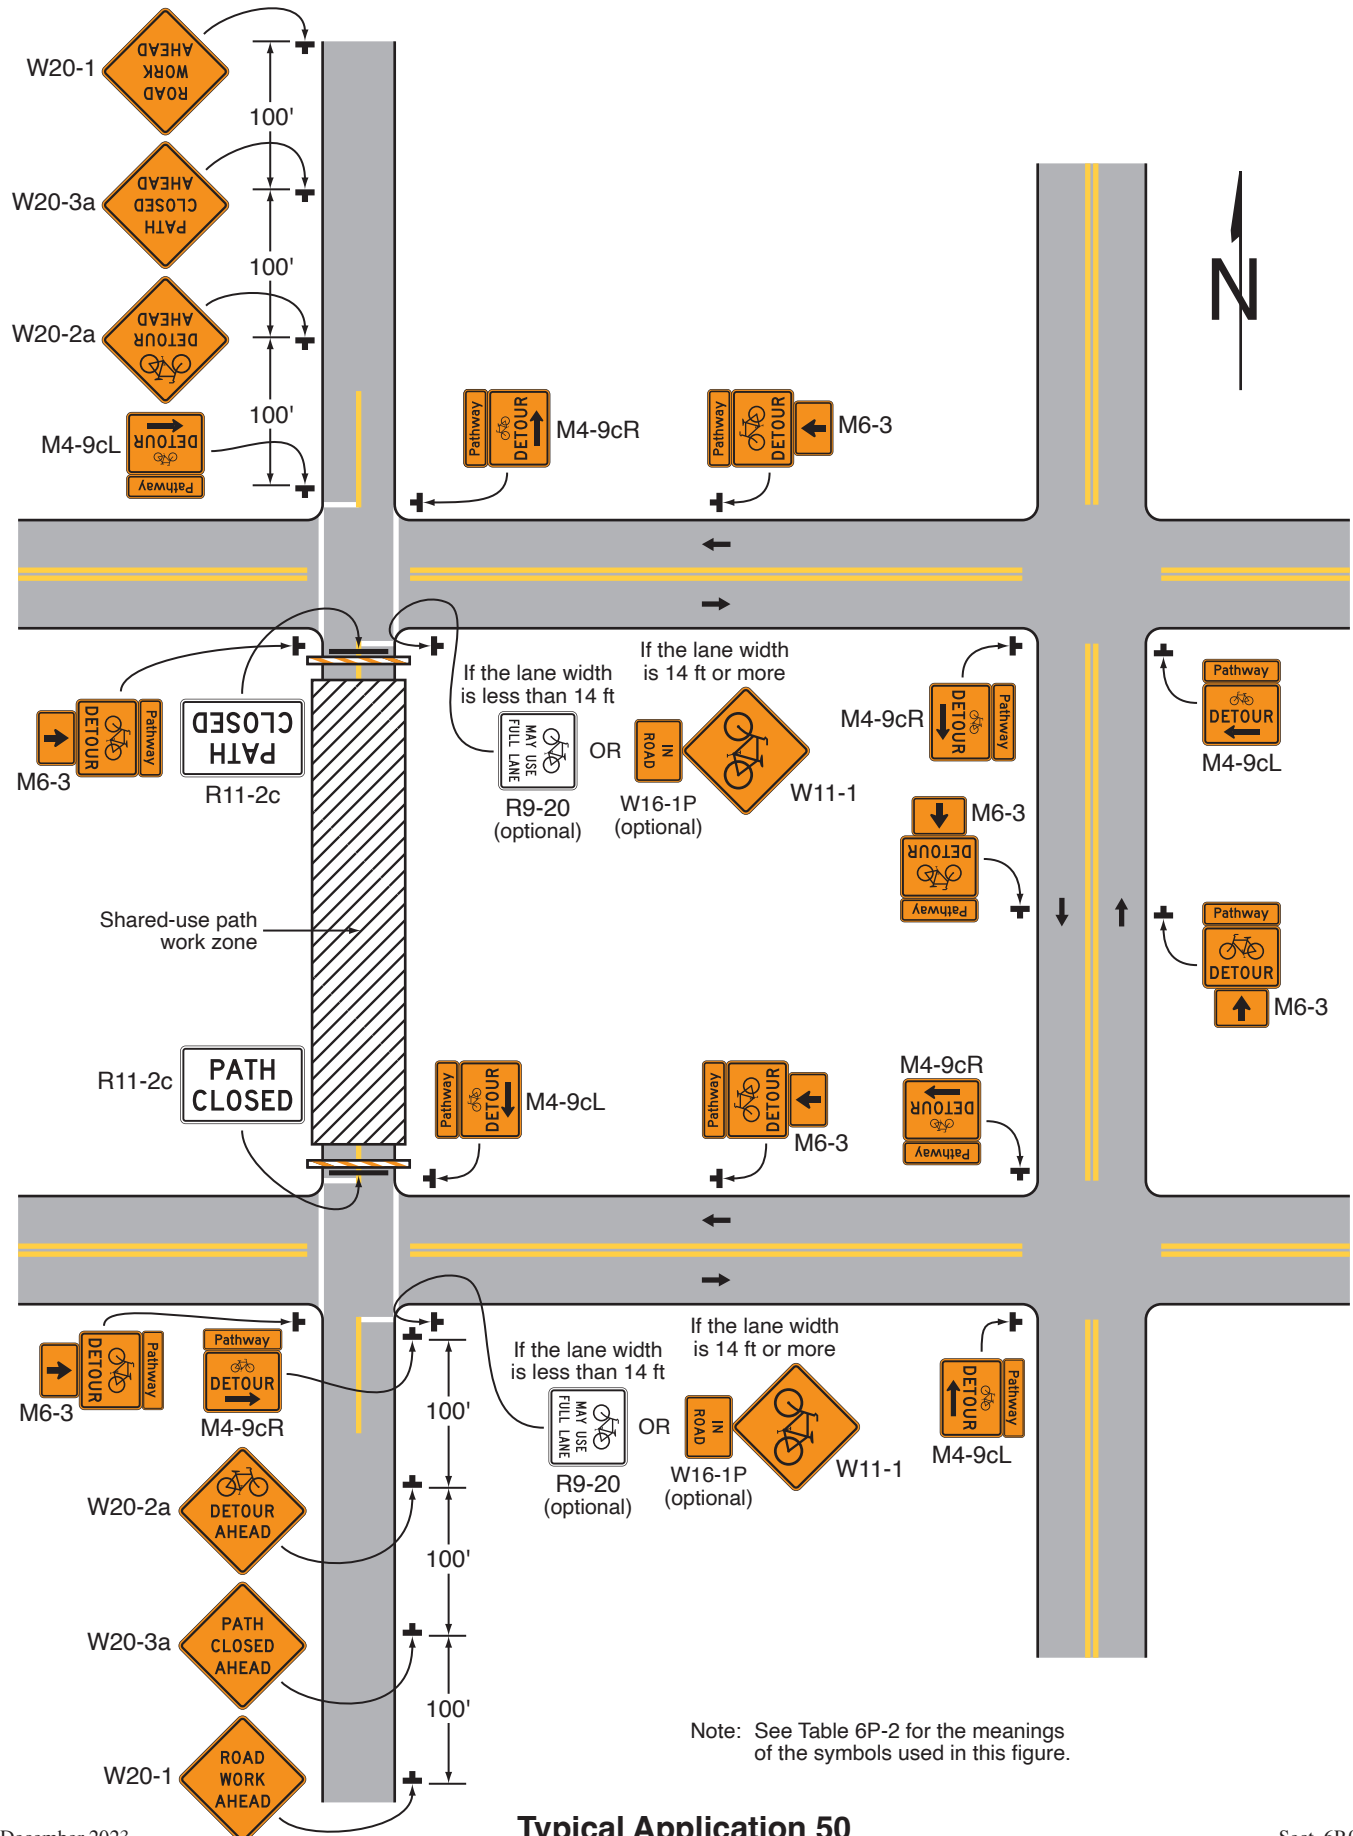 W20-1
ROAD
WORK
AHEAD
100'
W20-3a
PATH
CLOSED
AHEAD
100'
W20-2a
DETOUR
AHEAD
100'
M4-9cL
DETOUR
Pathway
Pathway
DETOUR
M4-9cR
Pathway
DETOUR
M6-3
N
Pathway
DETOUR
M6-3
PATH
CLOSED
R11-2c
If the lane width
is less than 14 ft
MAY USE
FULL LANE
R9-20
(optional)
OR
If the lane width
is 14 ft or more
IN
ROAD
W16-1P
(optional)
W11-1
M4-9cR
Pathway
DETOUR
Pathway
DETOUR
M4-9cL
M6-3
DETOUR
Pathway
Pathway
DETOUR
M6-3
Shared-use path
work zone
R11-2c
PATH
CLOSED
Pathway
DETOUR
M4-9cL
Pathway
DETOUR
M6-3
M4-9cR
DETOUR
Pathway
Pathway
DETOUR
M6-3
Pathway
DETOUR
M4-9cR
100'
If the lane width
is less than 14 ft
MAY USE
FULL LANE
R9-20
(optional)
OR
If the lane width
is 14 ft or more
IN
ROAD
W16-1P
(optional)
W11-1
Pathway
DETOUR
M4-9cL
W20-2a
DETOUR
AHEAD
100'
W20-3a
PATH
CLOSED
AHEAD
100'
W20-1
ROAD
WORK
AHEAD
Note: See Table 6P-2 for the meanings
of the symbols used in this figure.
December 2023
Typical Application 50
Sect. 6P